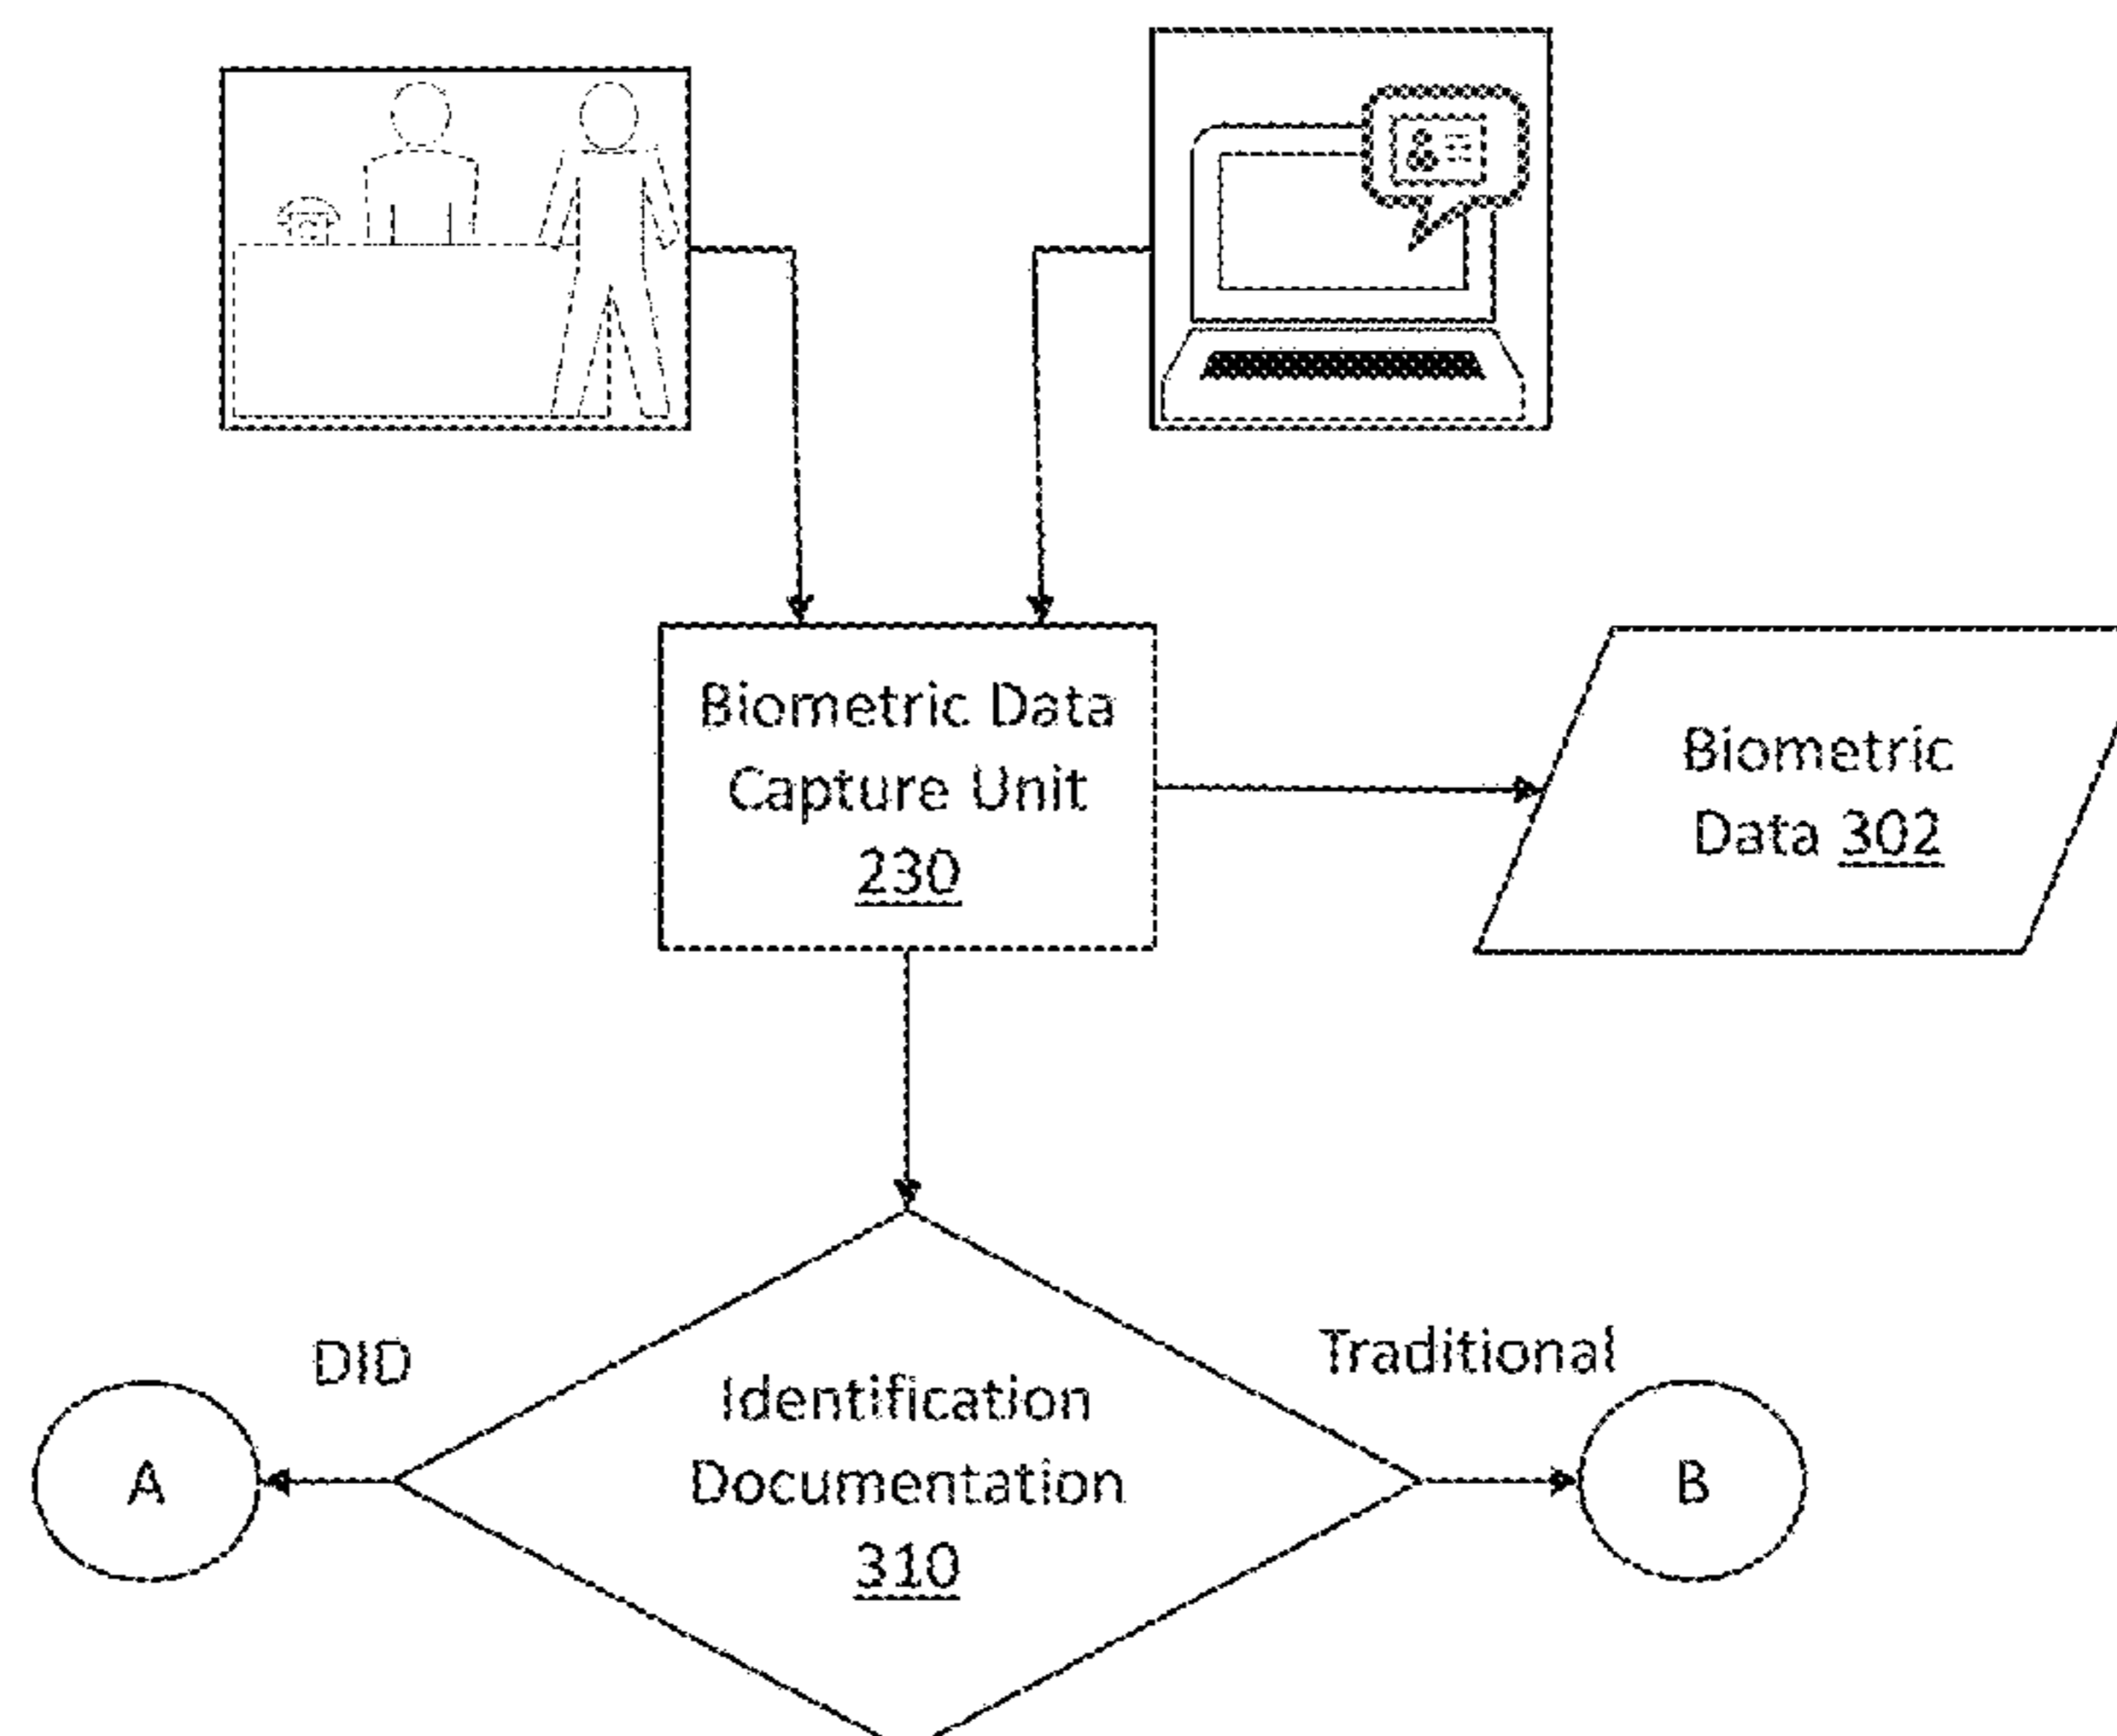 Biometric Data
Capture Unit
230
Biometric
Data 302
DID
Traditional
Identification
Documentation
310
A
B